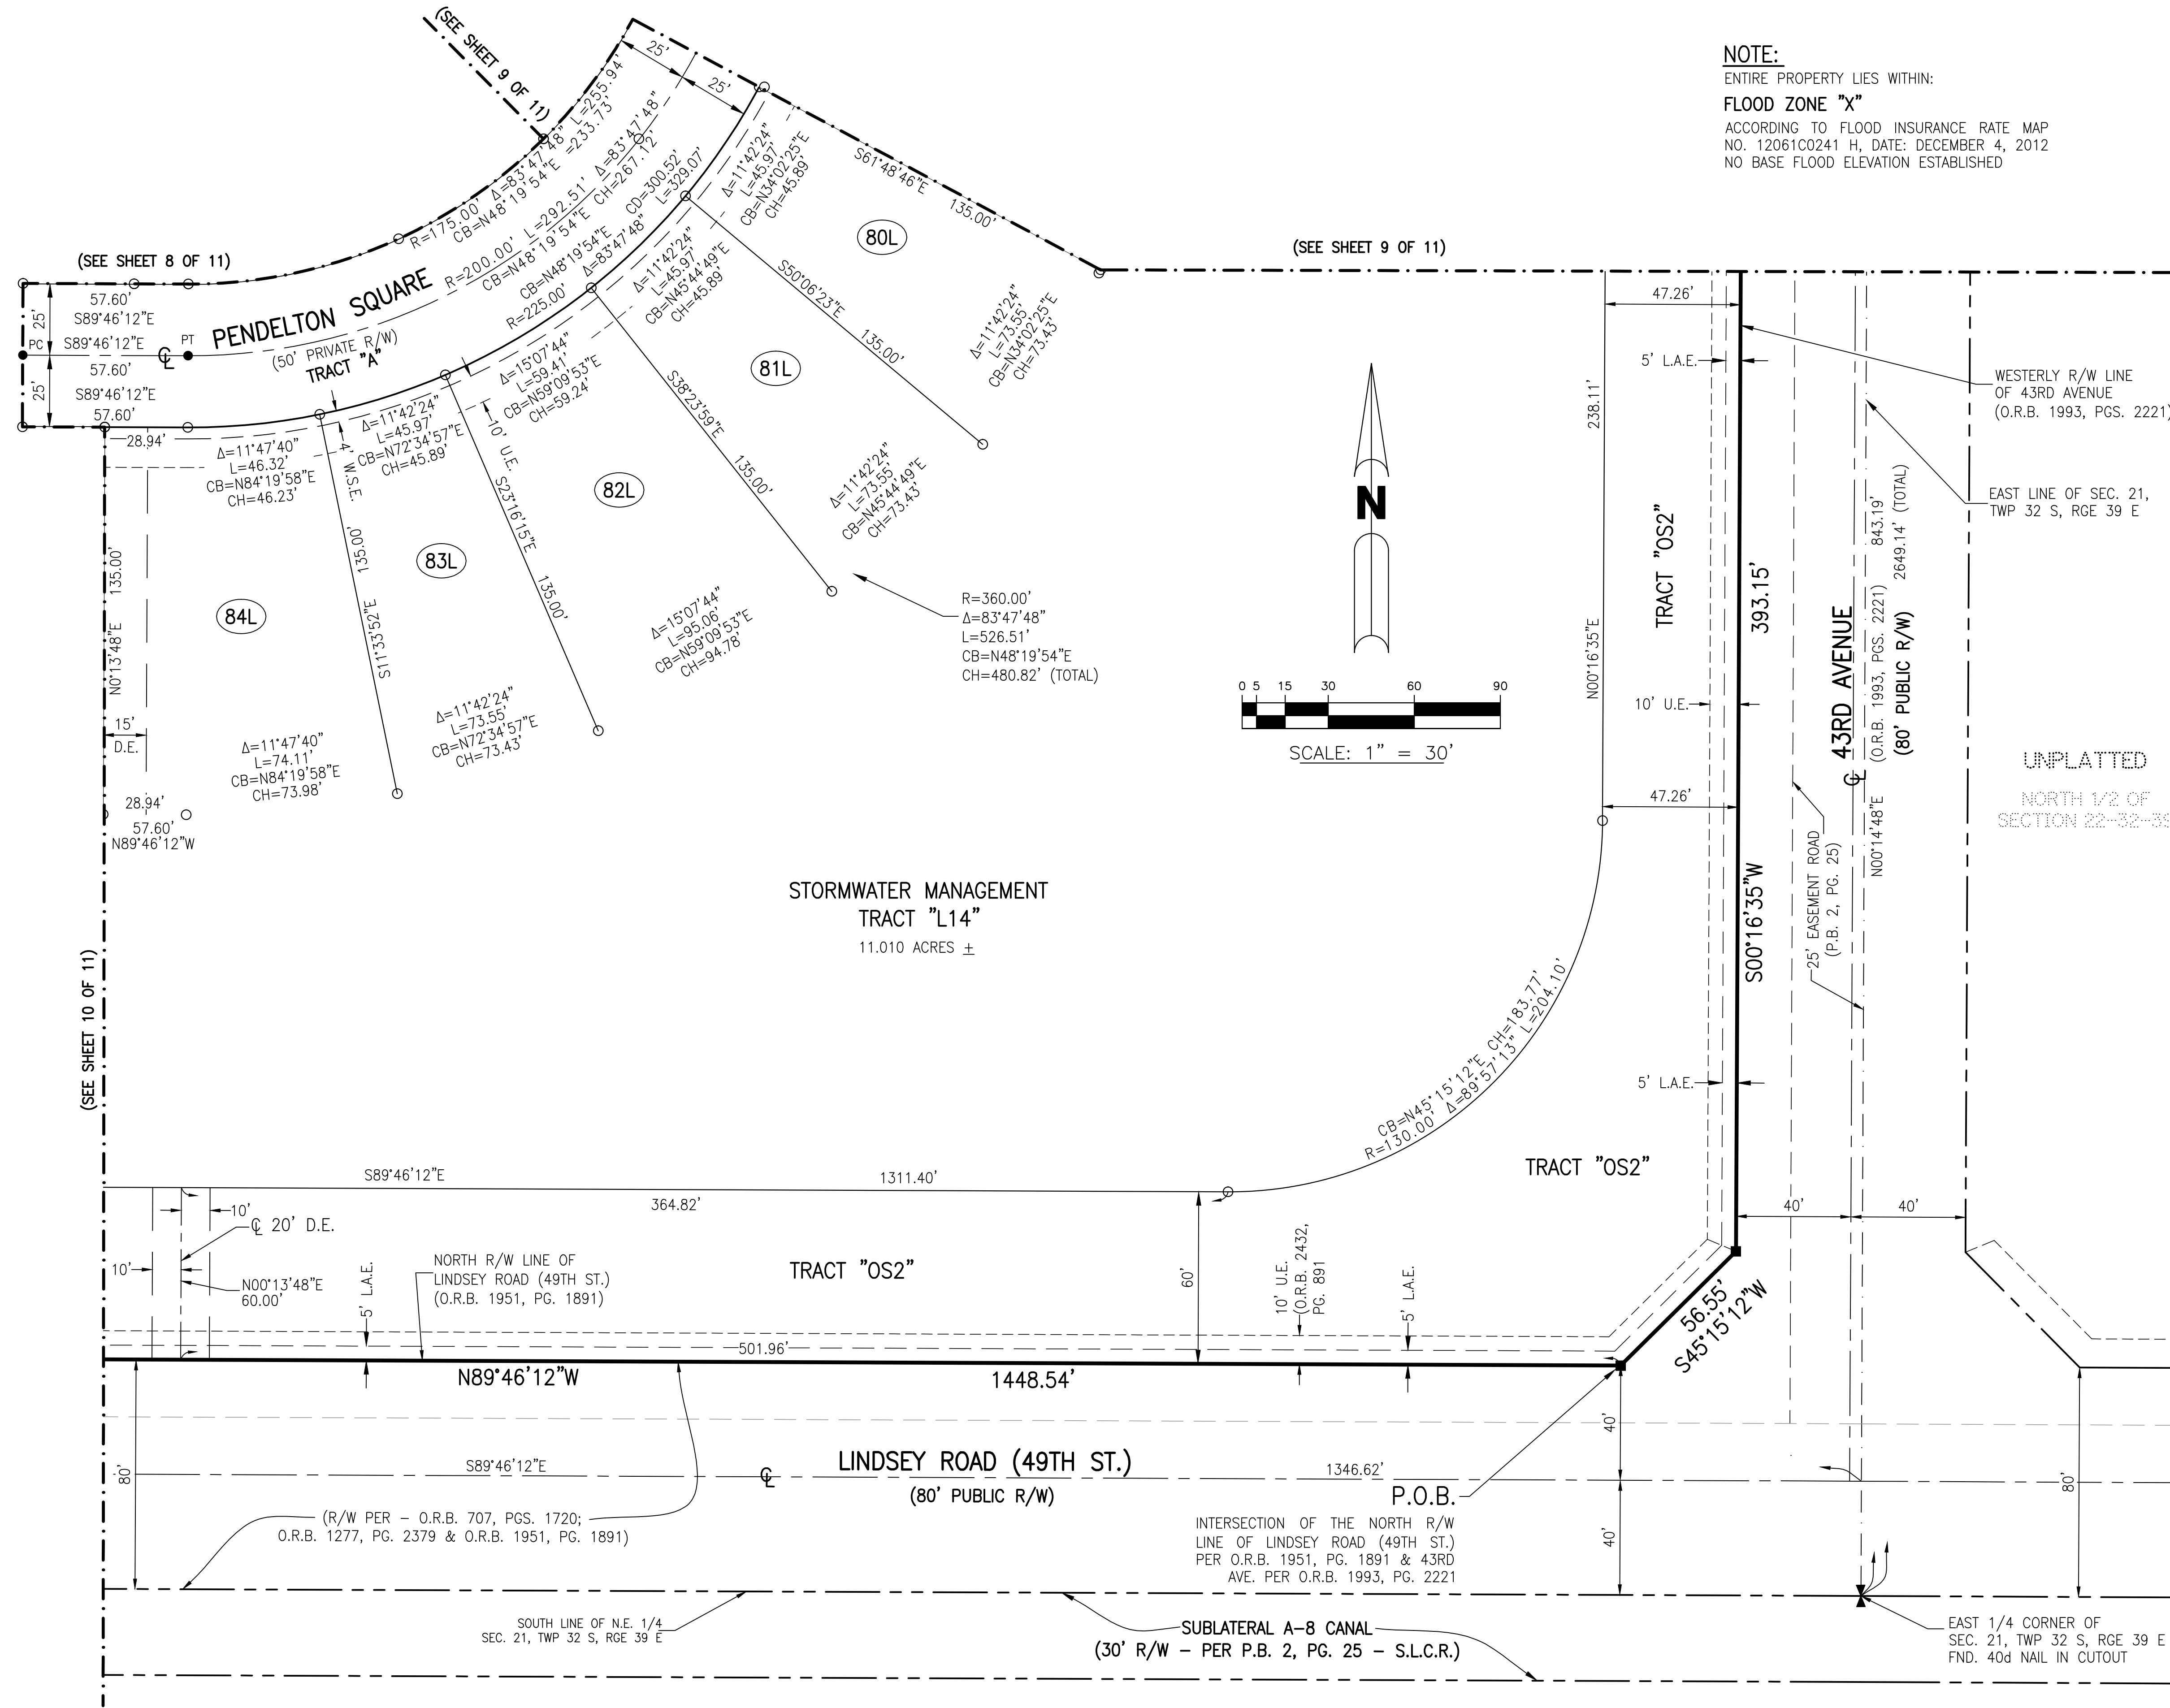 (SEE SHEET 9 OF 11)
NOTE:
ENTIRE PROPERTY LIES WITHIN:
FLOOD ZONE "X"
ACCORDING TO FLOOD INSURANCE RATE MAP
NO. 12061C0241 H, DATE: DECEMBER 4, 2012
NO BASE FLOOD ELEVATION ESTABLISHED
25'
25'
R=175.00' Δ=83°47'48" L=255.94'
CB=N48°19'54"E =233.73'
R=200.00' L=292.51' Δ=83°47'48"
CB=N48°19'54"E CH=267.12'
CB=N48°19'54"E CD=300.52'
R=225.00' Δ=83°47'48" L=329.07'
(SEE SHEET 8 OF 11)
57.60'
S89°46'12"E
25'
PC
S89°46'12"E
PT
℄
57.60'
25'
S89°46'12"E
57.60'
PENDELTON SQUARE
(50' PRIVATE R/W)
TRACT "A"
Δ=11°42'24"
L=45.97'
CB=N34°02'25"E
CH=45.89'
S61°48'46"E
135.00'
80L
(SEE SHEET 9 OF 11)
Δ=11°42'24"
L=45.97'
CB=N45°44'49"E
CH=45.89'
S50°06'23"E
135.00'
Δ=11°42'24"
L=73.55'
CB=N34°02'25"E
CH=73.43'
81L
Δ=15°07'44"
L=59.41'
CB=N59°09'53"E
CH=59.24'
S38°23'59"E
135.00'
Δ=11°42'24"
L=73.55'
CB=N45°44'49"E
CH=73.43'
82L
Δ=11°42'24"
L=45.97'
CB=N72°34'57"E
CH=45.89'
10' U.E.
S23°16'15"E
135.00'
Δ=15°07'44"
L=95.06'
CB=N59°09'53"E
CH=94.78'
83L
28.94'
Δ=11°47'40"
L=46.32'
CB=N84°19'58"E
CH=46.23'
4' W.S.E.
S11°33'52"E
135.00'
Δ=11°42'24"
L=73.55'
CB=N72°34'57"E
CH=73.43'
84L
N0°13'48"E
135.00'
15'
D.E.
Δ=11°47'40"
L=74.11'
CB=N84°19'58"E
CH=73.98'
28.94'
57.60'
N89°46'12"W
R=360.00'
Δ=83°47'48"
L=526.51'
CB=N48°19'54"E
CH=480.82' (TOTAL)
N
0 5 15 30 60 90
SCALE: 1" = 30'
47.26'
5' L.A.E.
238.11'
N00°16'35"E
TRACT "OS2"
393.15'
10' U.E.
47.26'
S00°16'35"W
5' L.A.E.
WESTERLY R/W LINE
OF 43RD AVENUE
(O.R.B. 1993, PGS. 2221)
EAST LINE OF SEC. 21,
TWP 32 S, RGE 39 E
43RD AVENUE
℄
(O.R.B. 1993, PGS. 2221)
(80' PUBLIC R/W)
N00°14'48"E
843.19'
2649.14' (TOTAL)
25' EASEMENT ROAD
(P.B. 2, PG. 25)
UNPLATTED
NORTH 1/2 OF
SECTION 22-32-39
STORMWATER MANAGEMENT
TRACT "L14"
11.010 ACRES ±
(SEE SHEET 10 OF 11)
CB=N45°15'12"E CH=183.77'
R=130.00' Δ=89°57'13" L=204.10'
TRACT "OS2"
S89°46'12"E
1311.40'
364.82'
10'
℄ 20' D.E.
10'
N00°13'48"E
60.00'
5' L.A.E.
NORTH R/W LINE OF
LINDSEY ROAD (49TH ST.)
(O.R.B. 1951, PG. 1891)
TRACT "OS2"
60'
10' U.E.
(O.R.B. 2432,
PG. 891
5' L.A.E.
40'
40'
501.96'
56.55'
S45°15'12"W
N89°46'12"W
1448.54'
80'
S89°46'12"E
℄
LINDSEY ROAD (49TH ST.)
(80' PUBLIC R/W)
1346.62'
40'
40'
80'
P.O.B.
INTERSECTION OF THE NORTH R/W
LINE OF LINDSEY ROAD (49TH ST.)
PER O.R.B. 1951, PG. 1891 & 43RD
AVE. PER O.R.B. 1993, PG. 2221
(R/W PER – O.R.B. 707, PGS. 1720;
O.R.B. 1277, PG. 2379 & O.R.B. 1951, PG. 1891)
SOUTH LINE OF N.E. 1/4
SEC. 21, TWP 32 S, RGE 39 E
SUBLATERAL A–8 CANAL
(30' R/W – PER P.B. 2, PG. 25 – S.L.C.R.)
EAST 1/4 CORNER OF
SEC. 21, TWP 32 S, RGE 39 E
FND. 40d NAIL IN CUTOUT